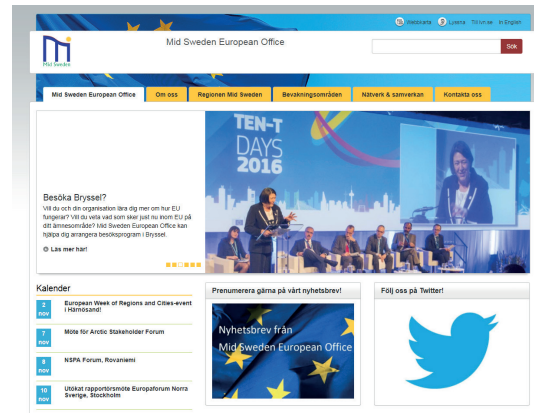 Webbkarta Lyssna Till lvn.se In English
Mid Sweden
Mid Sweden European Office
Sök
Mid Sweden European Office Om oss Regionen Mid Sweden Bevakningsområden Nätverk & samverkan Kontakta oss
TEN-T
DAYS
2016
Besöka Bryssel?
Vill du och din organisation lära dig mer om hur EU
fungerar? Vill du veta vad som sker just nu inom EU på
ditt ämnesområde? Mid Sweden European Office kan
hjälpa dig arrangera besöksprogram i Bryssel.
Läs mer här!
Kalender
2 nov European Week of Regions and Cities-event
i Härnösand!
7 nov Möte för Arctic Stakeholder Forum
8 nov NSPA Forum, Rovaniemi
10 nov Utökat rapportörsmöte Europaforum Norra
Sverige, Stockholm
Prenumerera gärna på vårt nyhetsbrev!
Nyhetsbrev från
Mid Sweden European Office
Följ oss på Twitter!